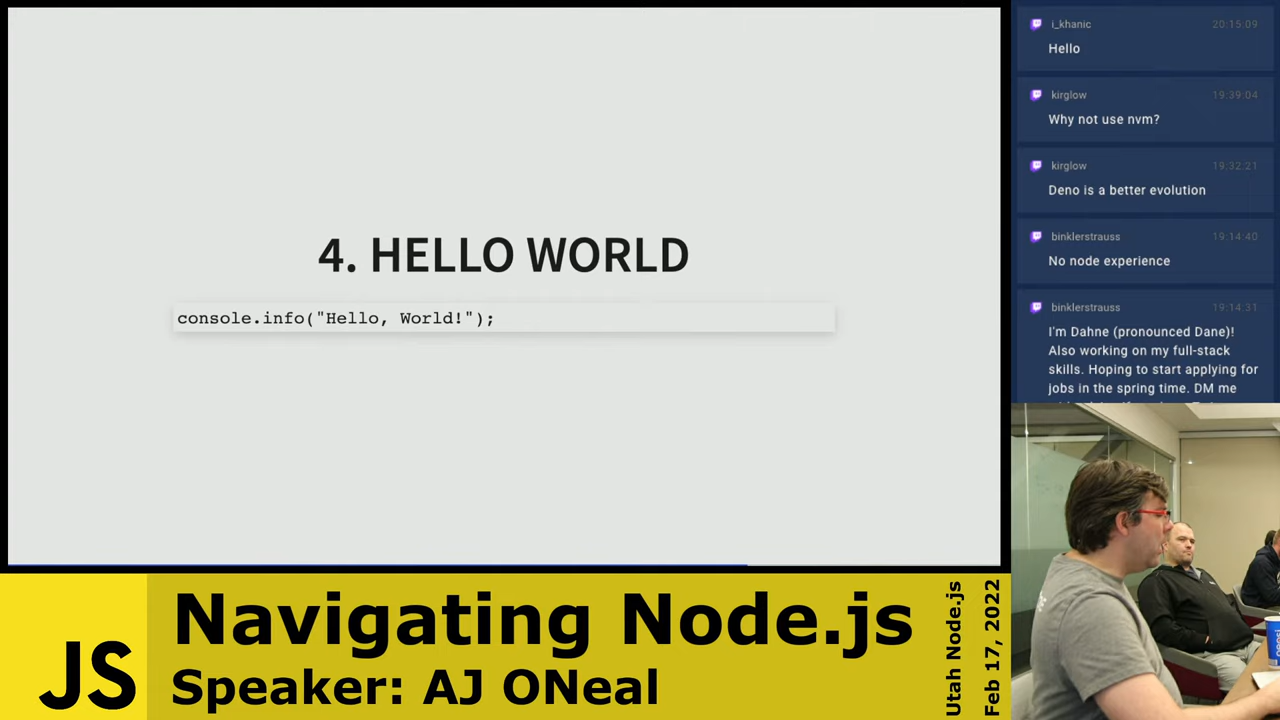 4. HELLO WORLD
console.info("Hello, World!");
i_khanic 20:15:09
Hello
kirglow 19:39:04
Why not use nvm?
kirglow 19:32:21
Deno is a better evolution
binklerstrauss 19:14:40
No node experience
binklerstrauss 19:14:31
I'm Dahne (pronounced Dane)!
Also working on my full-stack
skills. Hoping to start applying for
jobs in the spring time. DM me
JS
Navigating Node.js
Speaker: AJ ONeal
Utah Node.js
Feb 17, 2022